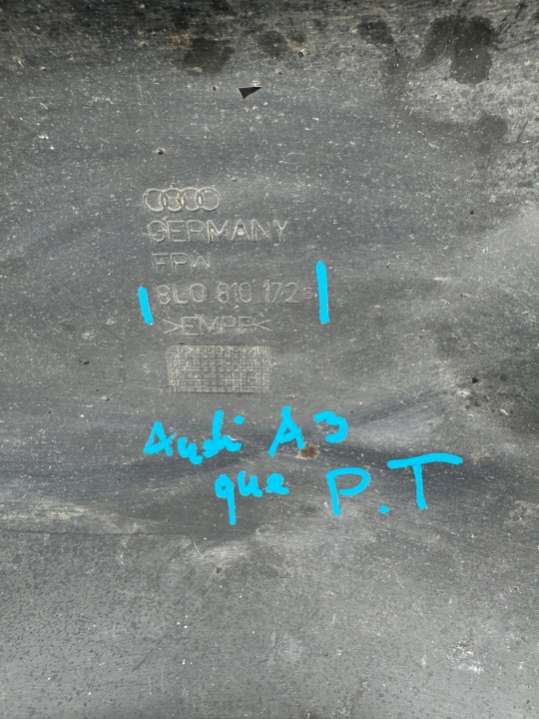 GERMANY
FPW
8L0 810 172
>EMPP<
Audi A3
que P.T